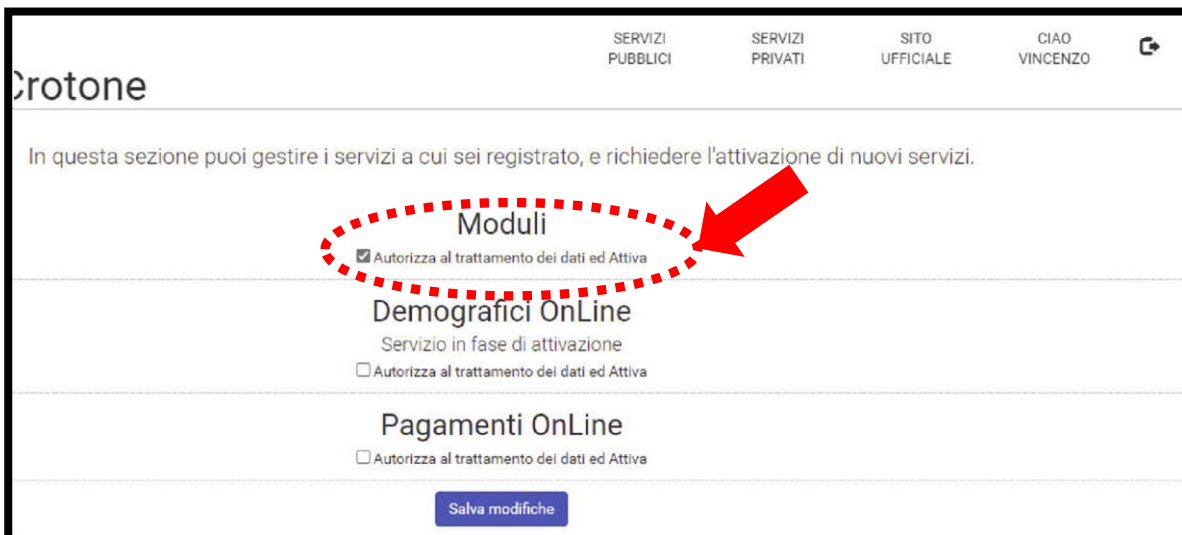 SERVIZI PUBBLICI
SERVIZI PRIVATI
SITO UFFICIALE
CIAO VINCENZO
Crotone
In questa sezione puoi gestire i servizi a cui sei registrato, e richiedere l'attivazione di nuovi servizi.
Moduli
Autorizza al trattamento dei dati ed Attiva
Demografici OnLine
Servizio in fase di attivazione
Autorizza al trattamento dei dati ed Attiva
Pagamenti OnLine
Autorizza al trattamento dei dati ed Attiva
Salva modifiche